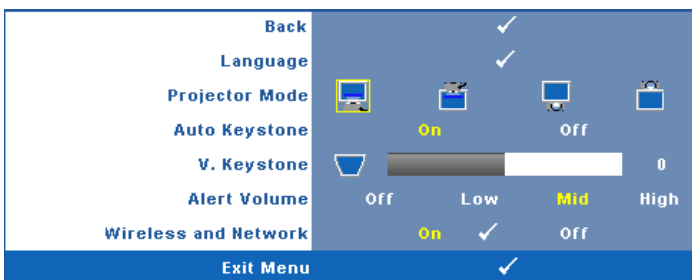 Back
Language
Projector Mode
Auto Keystone On Off
V. Keystone 0
Alert Volume Off Low Mid High
Wireless and Network On Off
Exit Menu